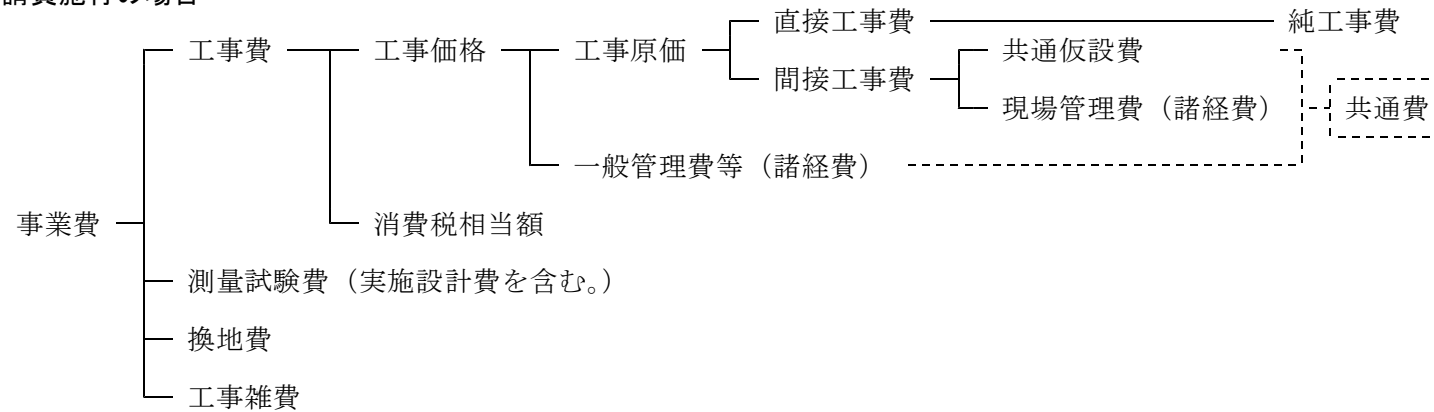 請負施行の場合
直接工事費 純工事費
工事費 工事価格 工事原価 共通仮設費
間接工事費
現場管理費（諸経費） 共通費
一般管理費等（諸経費）
事業費 消費税相当額
測量試験費（実施設計費を含む。）
換地費
工事雑費